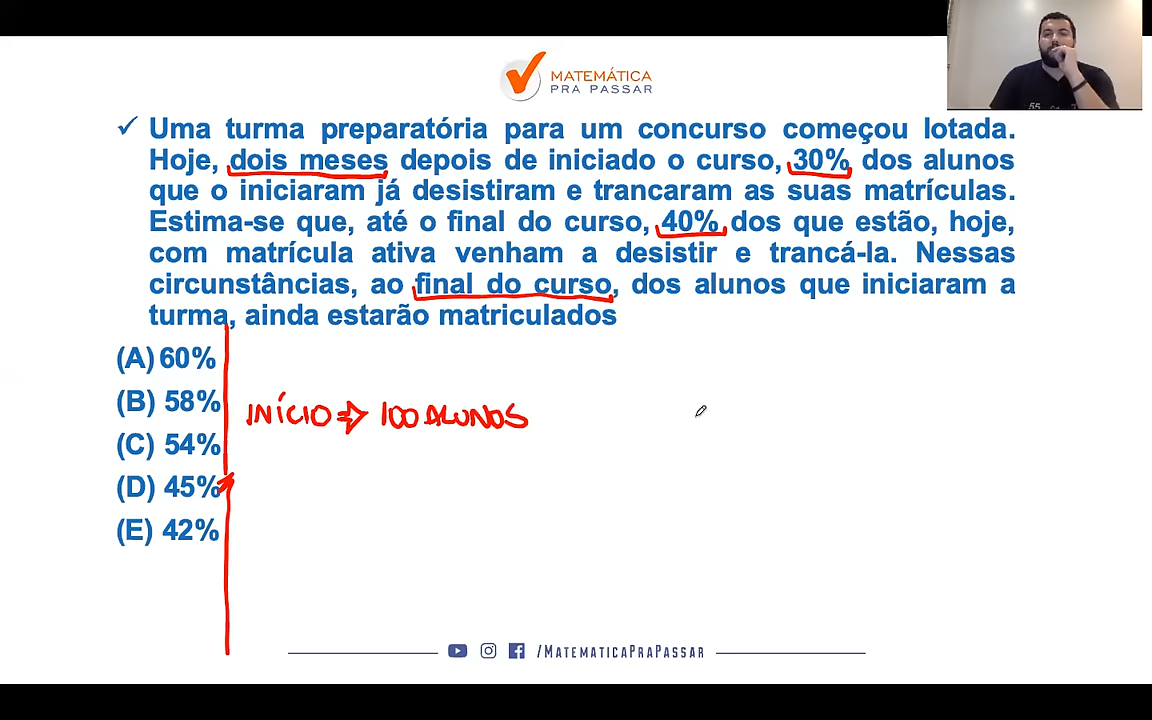 MATEMÁTICA
PRA PASSAR
Uma turma preparatória para um concurso começou lotada.
Hoje, dois meses depois de iniciado o curso, 30% dos alunos
que o iniciaram já desistiram e trancaram as suas matrículas.
Estima-se que, até o final do curso, 40% dos que estão, hoje,
com matrícula ativa venham a desistir e trancá-la. Nessas
circunstâncias, ao final do curso, dos alunos que iniciaram a
turma, ainda estarão matriculados
(A) 60%
(B) 58%
(C) 54%
(D) 45%
(E) 42%
INÍCIO ⇒ 100 ALUNOS
/MATEMATICAPRAPASSAR